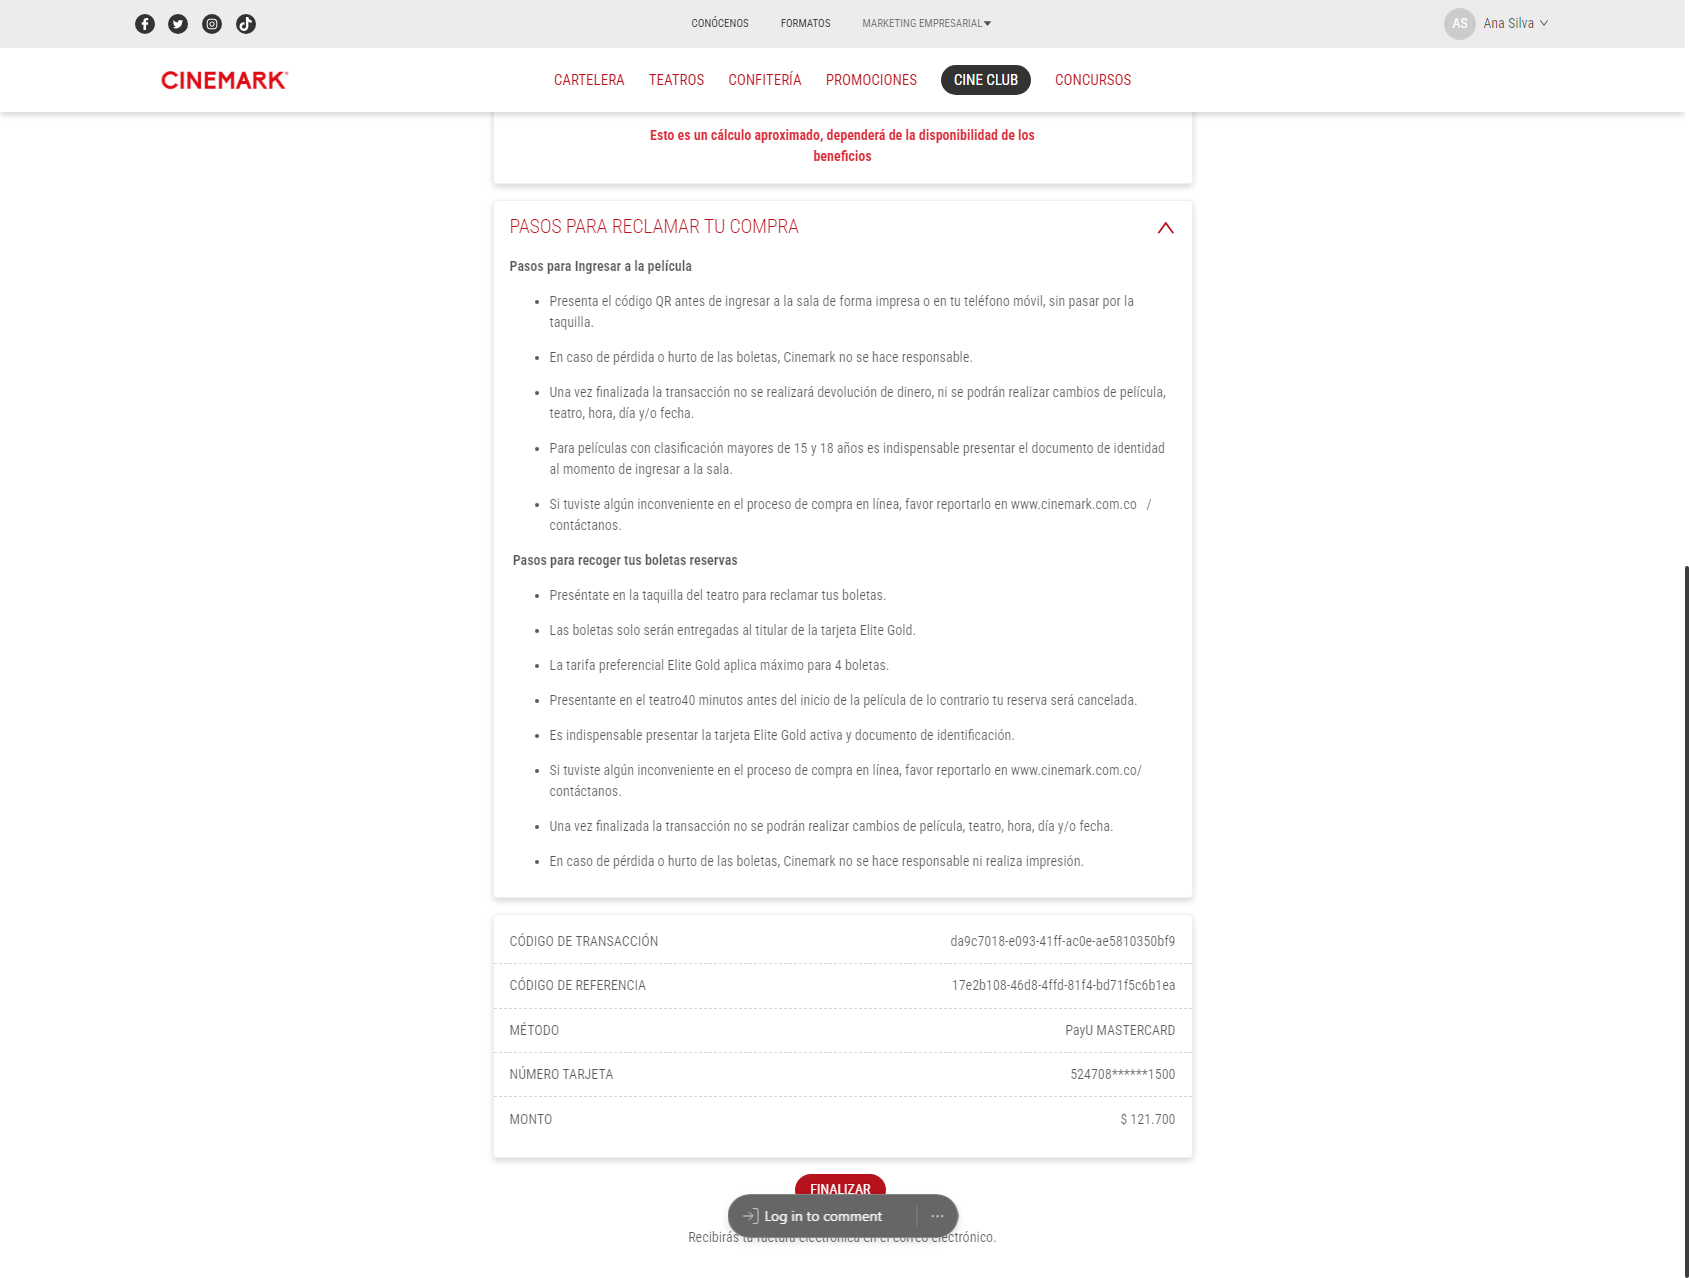 CONÓCENOS FORMATOS MARKETING EMPRESARIAL AS Ana Silva
CINEMARK CARTELERA TEATROS CONFITERÍA PROMOCIONES CINE CLUB CONCURSOS
Esto es un cálculo aproximado, dependerá de la disponibilidad de los
beneficios
PASOS PARA RECLAMAR TU COMPRA
Pasos para Ingresar a la película
• Presenta el código QR antes de ingresar a la sala de forma impresa o en tu teléfono móvil, sin pasar por la
taquilla.
• En caso de pérdida o hurto de las boletas, Cinemark no se hace responsable.
• Una vez finalizada la transacción no se realizará devolución de dinero, ni se podrán realizar cambios de película,
teatro, hora, día y/o fecha.
• Para películas con clasificación mayores de 15 y 18 años es indispensable presentar el documento de identidad
al momento de ingresar a la sala.
• Si tuviste algún inconveniente en el proceso de compra en línea, favor reportarlo en www.cinemark.com.co /
contáctanos.
Pasos para recoger tus boletas reservas
• Preséntate en la taquilla del teatro para reclamar tus boletas.
• Las boletas solo serán entregadas al titular de la tarjeta Elite Gold.
• La tarifa preferencial Elite Gold aplica máximo para 4 boletas.
• Presentante en el teatro40 minutos antes del inicio de la película de lo contrario tu reserva será cancelada.
• Es indispensable presentar la tarjeta Elite Gold activa y documento de identificación.
• Si tuviste algún inconveniente en el proceso de compra en línea, favor reportarlo en www.cinemark.com.co/
contáctanos.
• Una vez finalizada la transacción no se podrán realizar cambios de película, teatro, hora, día y/o fecha.
• En caso de pérdida o hurto de las boletas, Cinemark no se hace responsable ni realiza impresión.
CÓDIGO DE TRANSACCIÓN da9c7018-e093-41ff-ac0e-ae5810350bf9
CÓDIGO DE REFERENCIA 17e2b108-46d8-4ffd-81f4-bd71f5c6b1ea
MÉTODO PayU MASTERCARD
NÚMERO TARJETA 524708******1500
MONTO $ 121.700
FINALIZAR
Log in to comment
Recibirás tu factura electrónica en el correo electrónico.